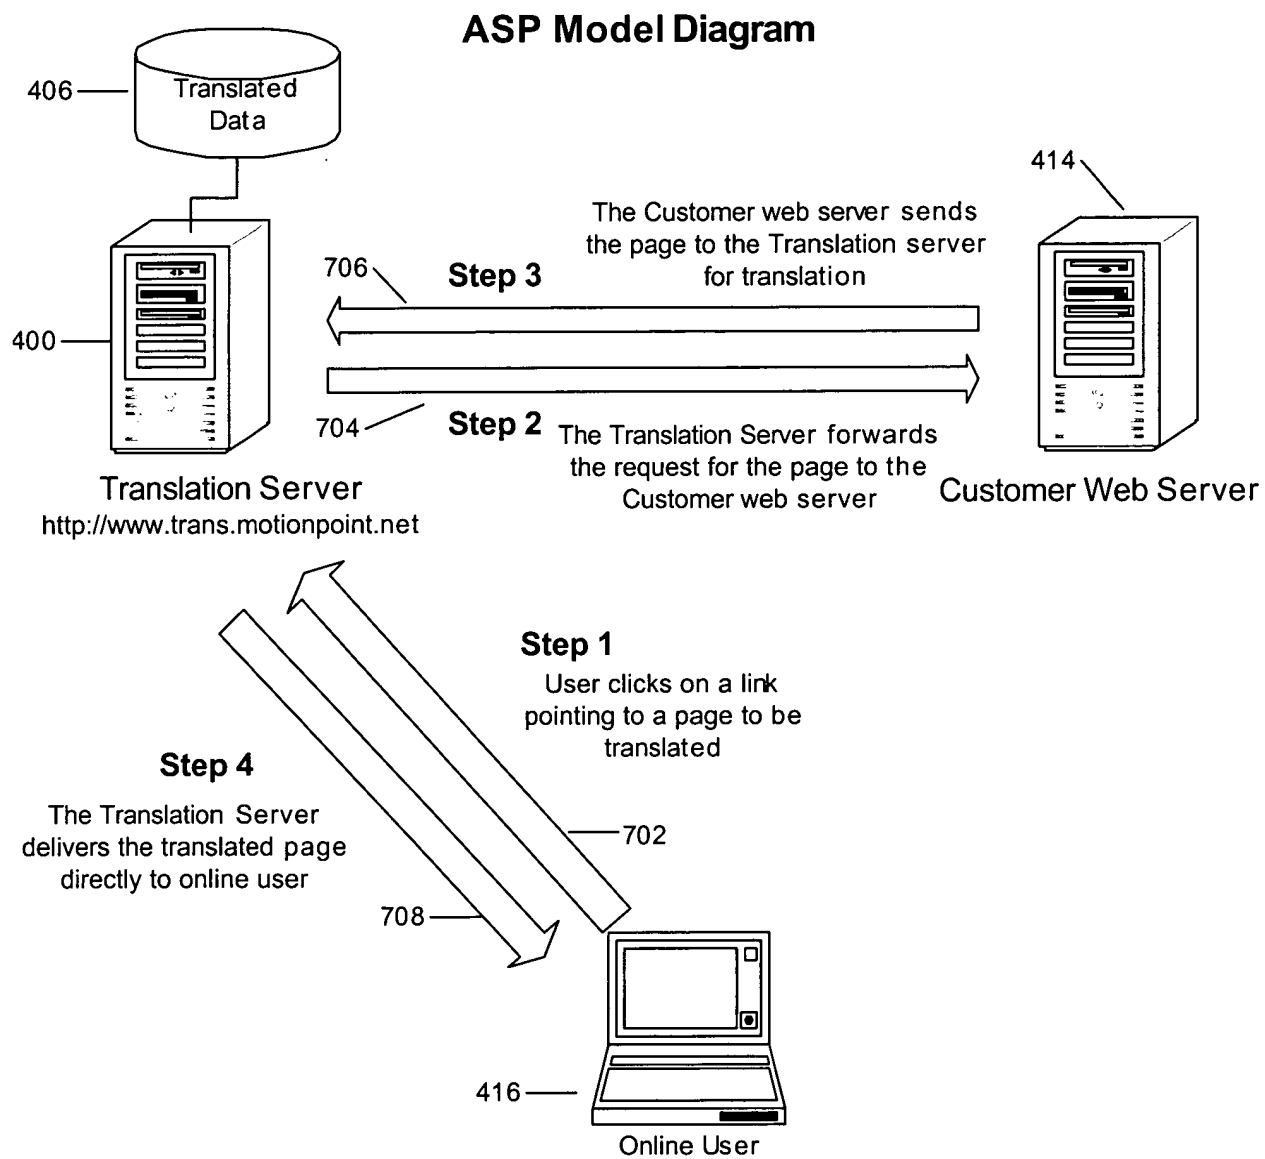 ASP Model Diagram
406
Translated
Data
414
The Customer web server sends
the page to the Translation server
for translation
706
Step 3
400
704
Step 2
The Translation Server forwards
the request for the page to the
Customer web server
Translation Server
http://www.trans.motionpoint.net
Customer Web Server
Step 1
User clicks on a link
pointing to a page to be
translated
Step 4
The Translation Server
delivers the translated page
directly to online user
702
708
416
Online User